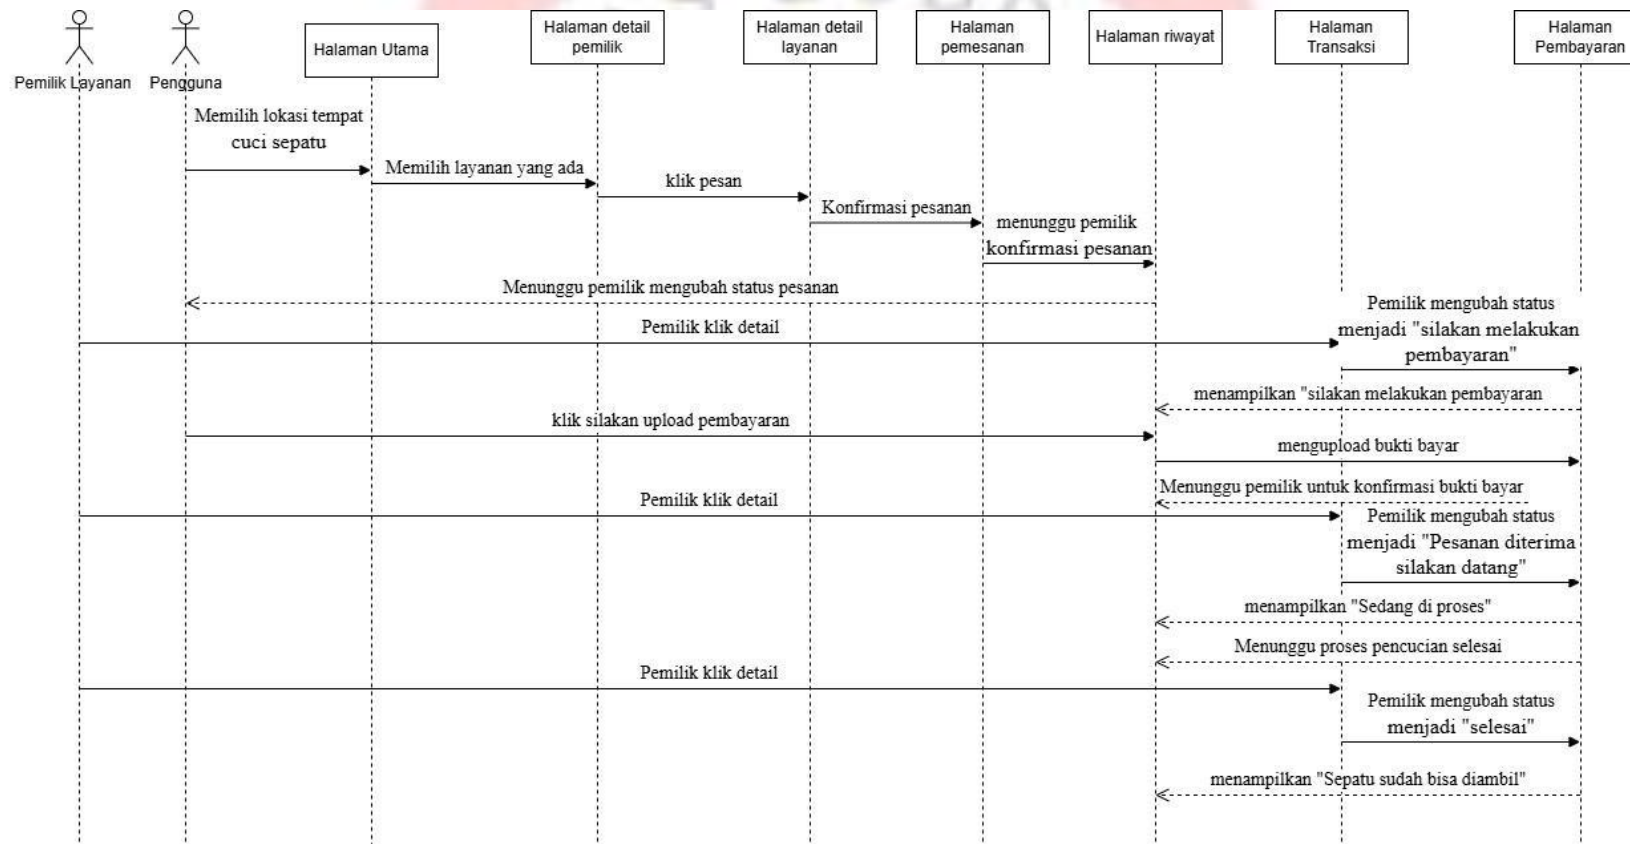 Pemilik Layanan
Pengguna
Halaman Utama
Halaman detail
pemilik
Halaman detail
layanan
Halaman
pemesanan
Halaman riwayat
Halaman
Transaksi
Halaman
Pembayaran
Memilih lokasi tempat
cuci sepatu
Memilih layanan yang ada
klik pesan
Konfirmasi pesanan
menunggu pemilik
konfirmasi pesanan
Menunggu pemilik mengubah status pesanan
Pemilik klik detail
Pemilik mengubah status
menjadi "silakan melakukan
pembayaran"
menampilkan "silakan melakukan pembayaran
klik silakan upload pembayaran
mengupload bukti bayar
Menunggu pemilik untuk konfirmasi bukti bayar
Pemilik klik detail
Pemilik mengubah status
menjadi "Pesanan diterima
silakan datang"
menampilkan "Sedang di proses"
Menunggu proses pencucian selesai
Pemilik klik detail
Pemilik mengubah status
menjadi "selesai"
menampilkan "Sepatu sudah bisa diambil"